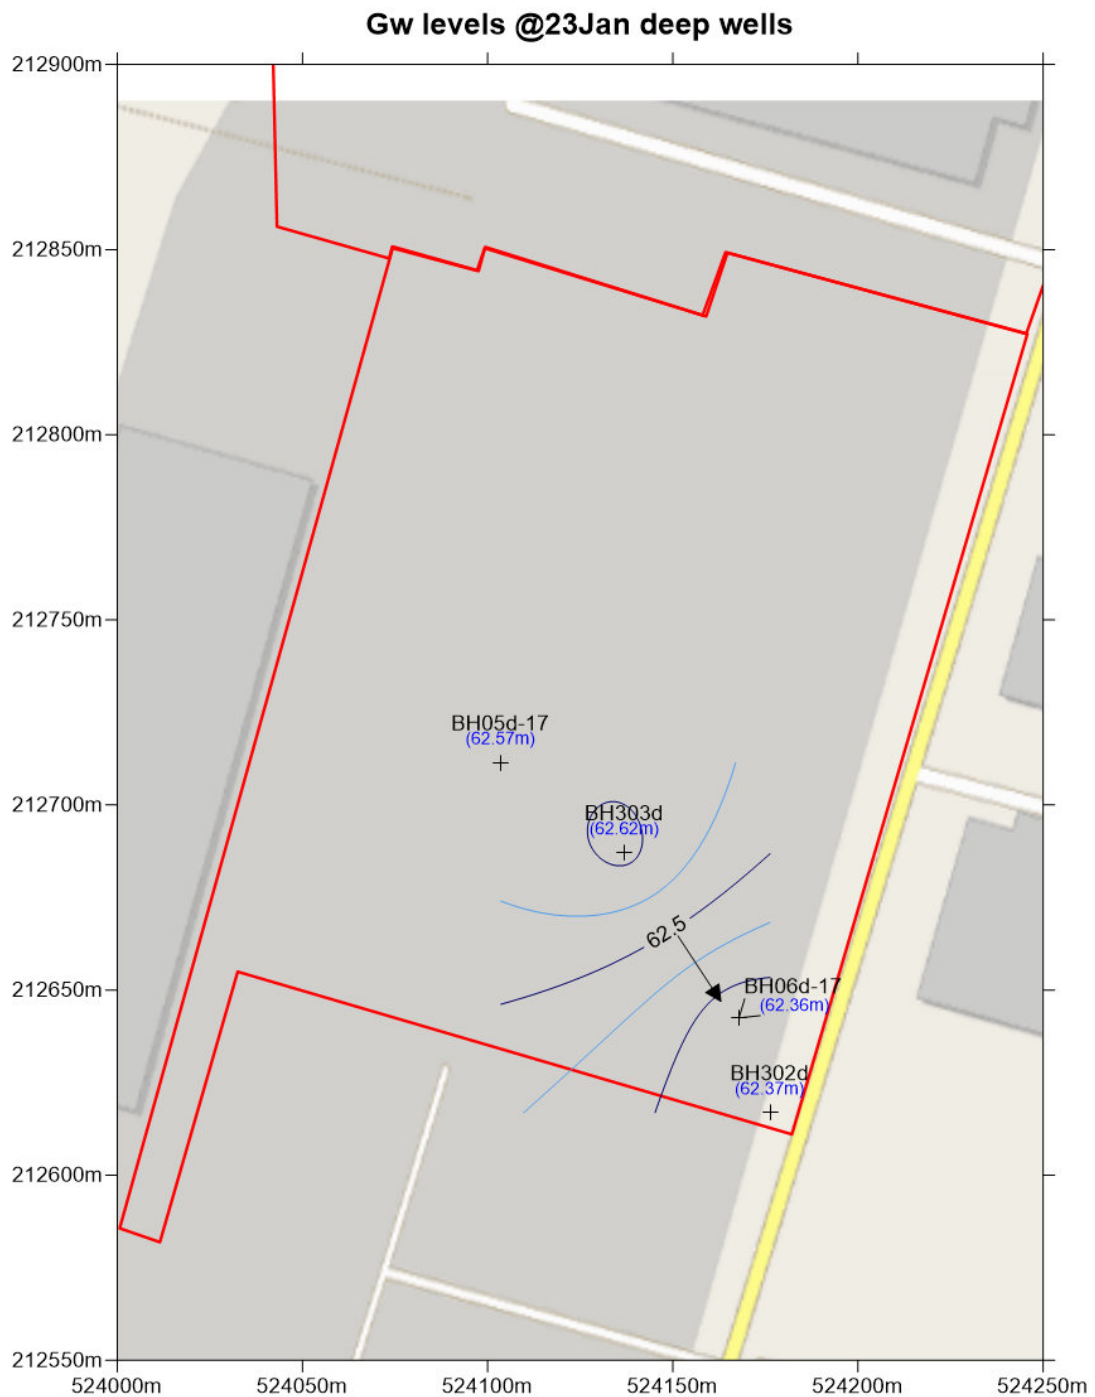 Gw levels @23Jan deep wells
212900m
212850m
212800m
212750m
BH05d-17
(62.57m)
212700m
BH303d
(62.62m)
62.5
212650m
BH06d-17
(62.36m)
BH302d
(62.37m)
212600m
212550m
524000m 524050m 524100m 524150m 524200m 524250m